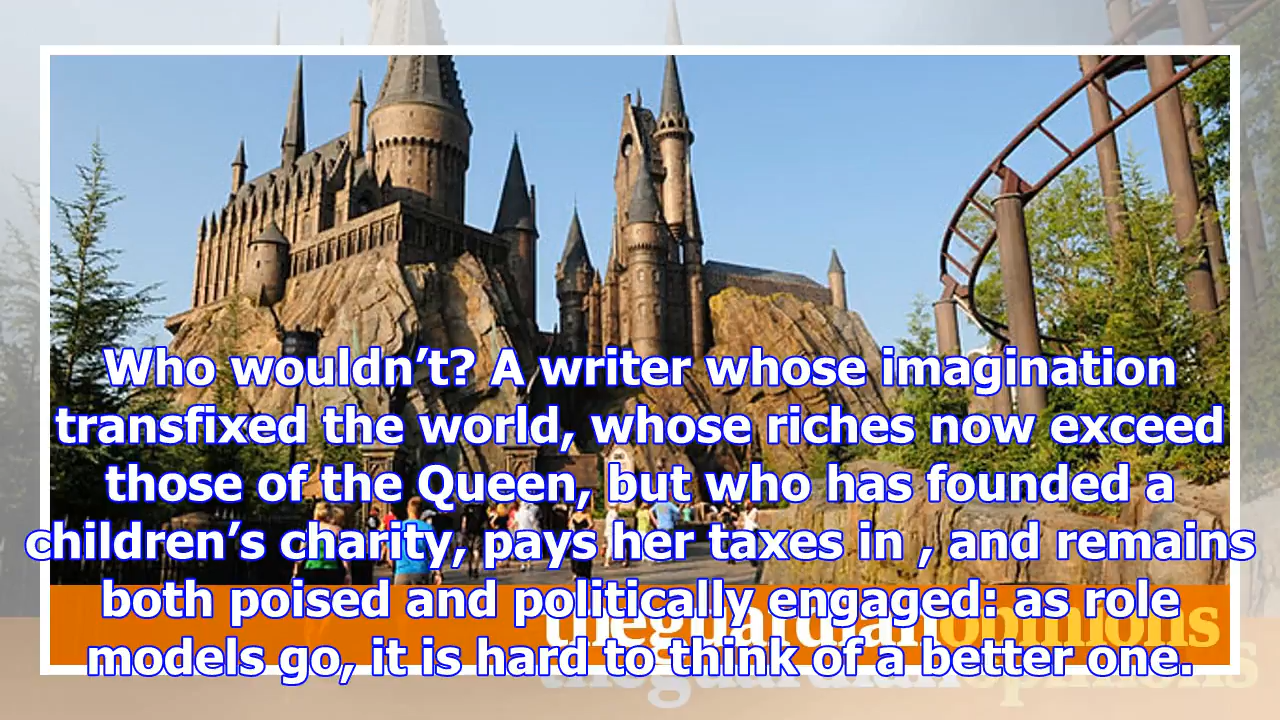 Who wouldn’t? A writer whose imagination
transfixed the world, whose riches now exceed
those of the Queen, but who has founded a
children’s charity, pays her taxes in , and remains
both poised and politically engaged: as role
models go, it is hard to think of a better one.
theguardianopinions
theguardianopinions